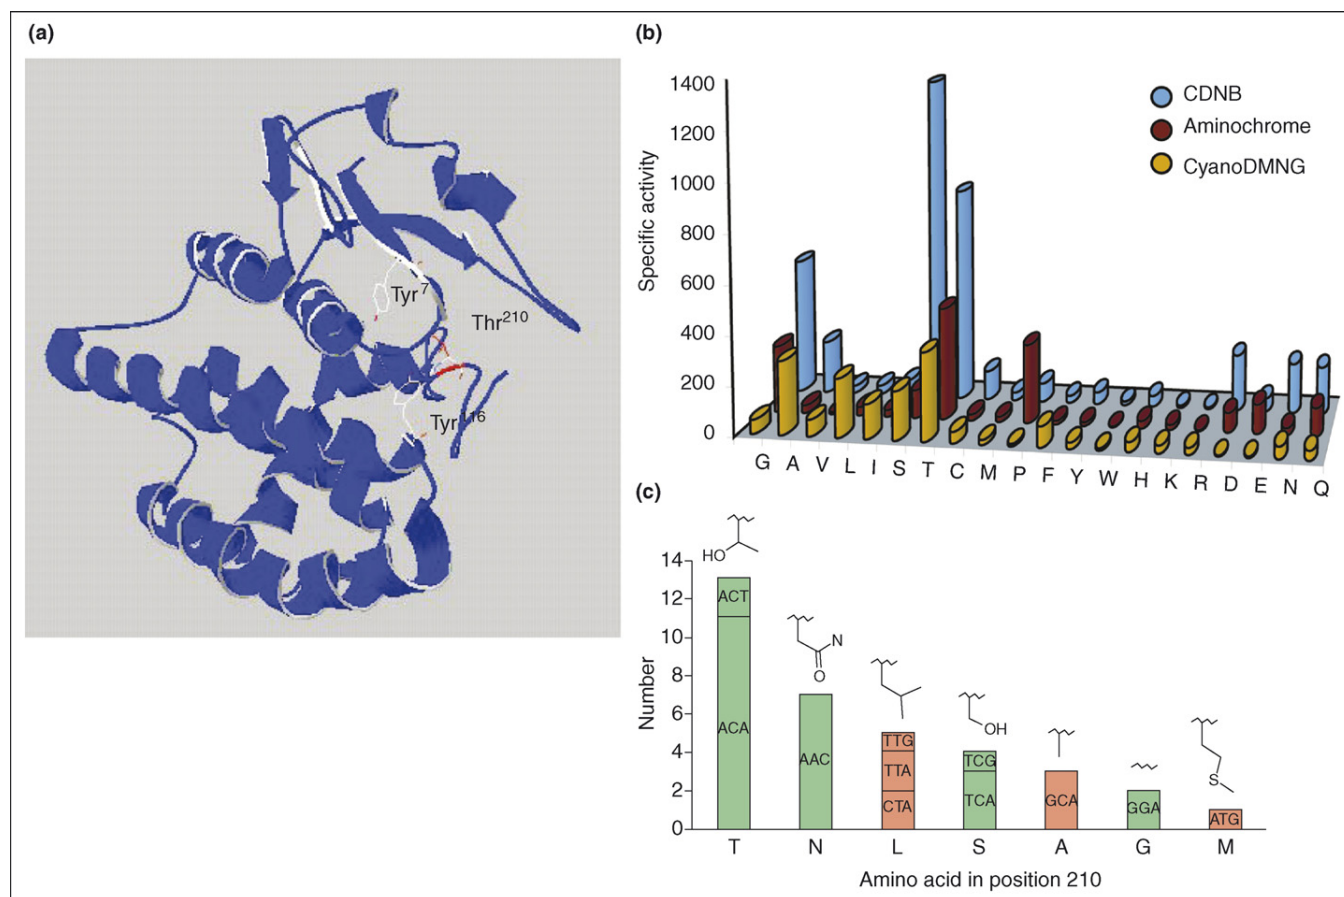 (a)
Tyr7
Thr210
Tyr116
(b)
Specific activity
1400
1200
1000
800
600
400
200
0
CDNB
Aminochrome
CyanoDMNG
G A V L I S T C M P F Y W H K R D E N Q
(c)
Number
14
12
10
8
6
4
2
0
HO
ACT
ACA
N
O
AAC
TTG
TTA
CTA
OH
TCG
TCA
GCA
GGA
S
ATG
T N L S A G M
Amino acid in position 210